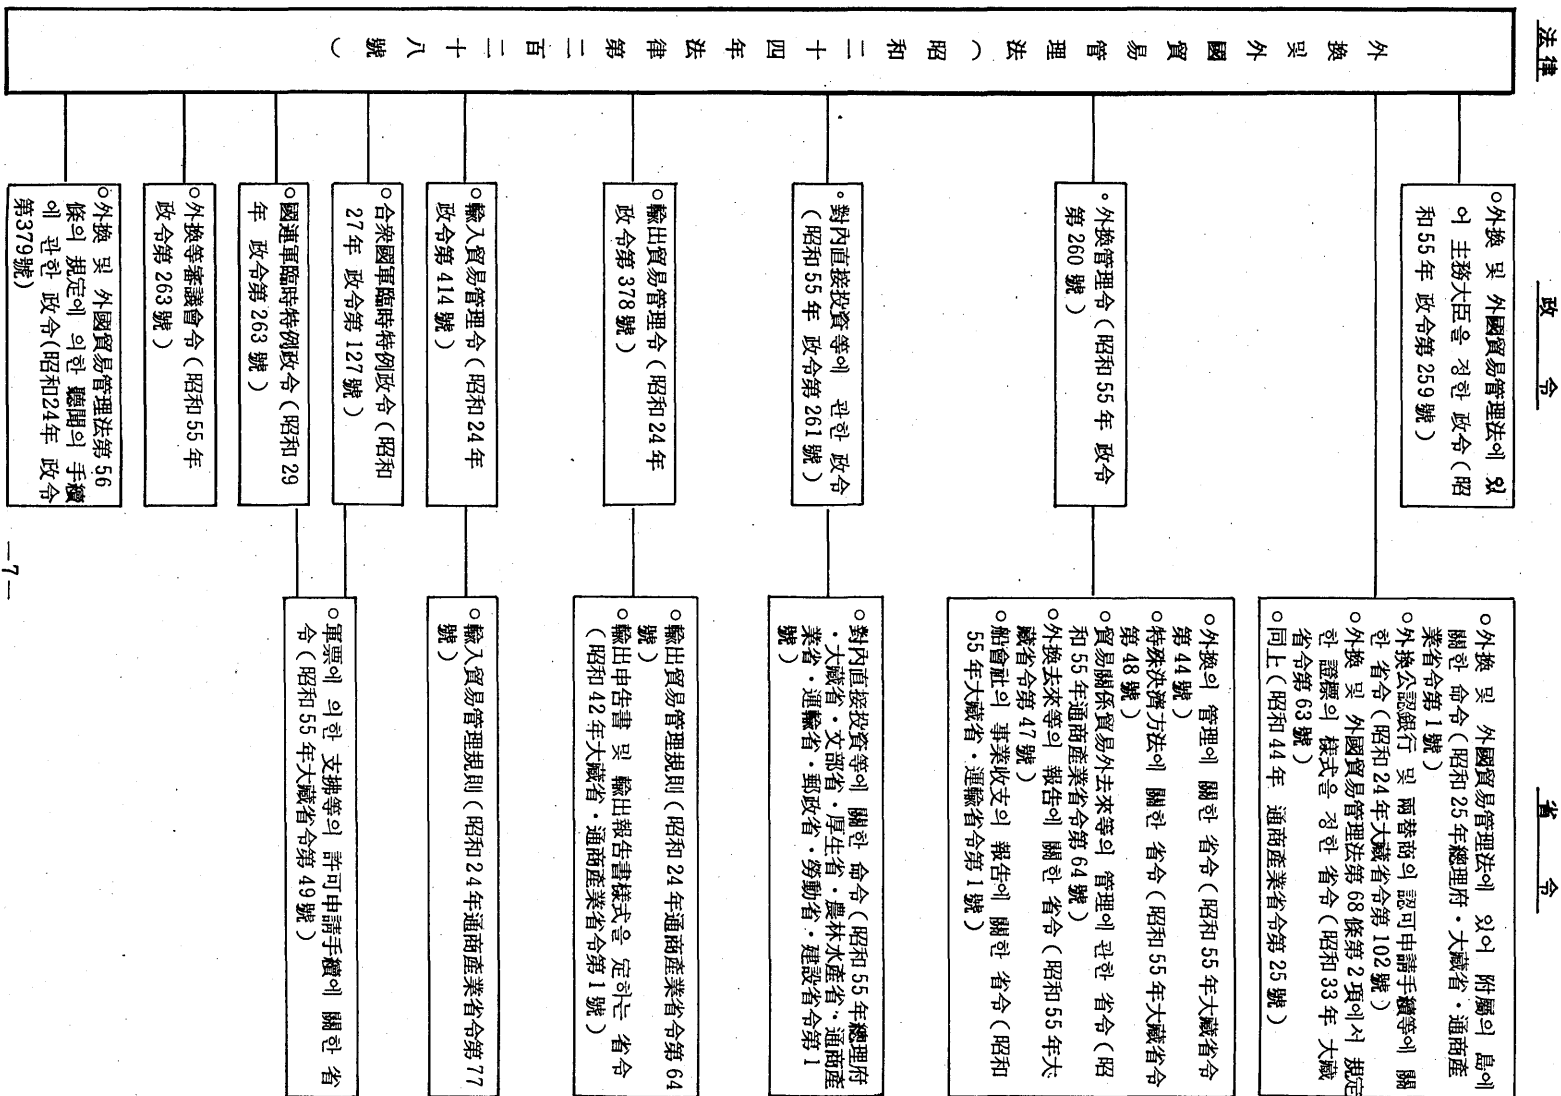 法律
政 令
省 令
外換 및 外國貿易管理法(昭和二十四年法律第二百二十八號)
○外換 및 外國貿易管理法에 있
어 主務大臣을 정한 政令(昭
和55年 政令第259號)
○外換管理令(昭和55年 政令
第260號)
○對內直接投資等에 관한 政令
(昭和55年 政令第261號)
○輸出貿易管理令(昭和24年
政令第378號)
○輸入貿易管理令(昭和24年
政令第414號)
○合衆國軍臨時特例政令(昭和
27年 政令第127號)
○國連軍臨時特例政令(昭和29
年 政令第263號)
○外換等審議會令(昭和55年
政令第263號)
○外換 및 外國貿易管理法第56
條의 規定에 의한 聽聞의 手續
에 관한 政令(昭和24年 政令
第379號)
○外換 및 外國貿易管理法에 있어 附屬의 島에
關한 命令(昭和25年總理府・大藏省・通商產
業省令第1號)
○外換公認銀行 및 兩替商의 認可申請手續等에 關
한 省令(昭和24年大藏省令第102號)
○外換 및 外國貿易管理法第68條第2項에서 規定
한 證標의 樣式을 정한 省令(昭和33年 大藏
省令第63號)
○同上(昭和44年 通商產業省令第25號)
○外換의 管理에 關한 省令(昭和55年大藏省令
第44號)
○特殊決濟方法에 關한 省令(昭和55年大藏省令
第48號)
○貿易關係貿易外去來等의 管理에 관한 省令(昭
和55年通商產業省令第64號)
○外換去來等의 報告에 關한 省令(昭和55年大
藏省令第47號)
○船會社의 事業收支의 報告에 關한 省令(昭和
55年大藏省・運輸省令第1號)
○對內直接投資等에 關한 命令(昭和55年總理府
・大藏省・文部省・厚生省・農林水產省・通商產
業省・運輸省・郵政省・勞動省・建設省令第1
號)
○輸出貿易管理規則(昭和24年通商產業省令第64
號)
○輸出申告書 및 輸出報告書樣式을 定하는 省令
(昭和42年大藏省・通商產業省令第1號)
○輸入貿易管理規則(昭和24年通商產業省令第77
號)
○軍票에 의한 支拂等의 許可申請手續에 關한 省
令(昭和55年大藏省令第49號)
—7—